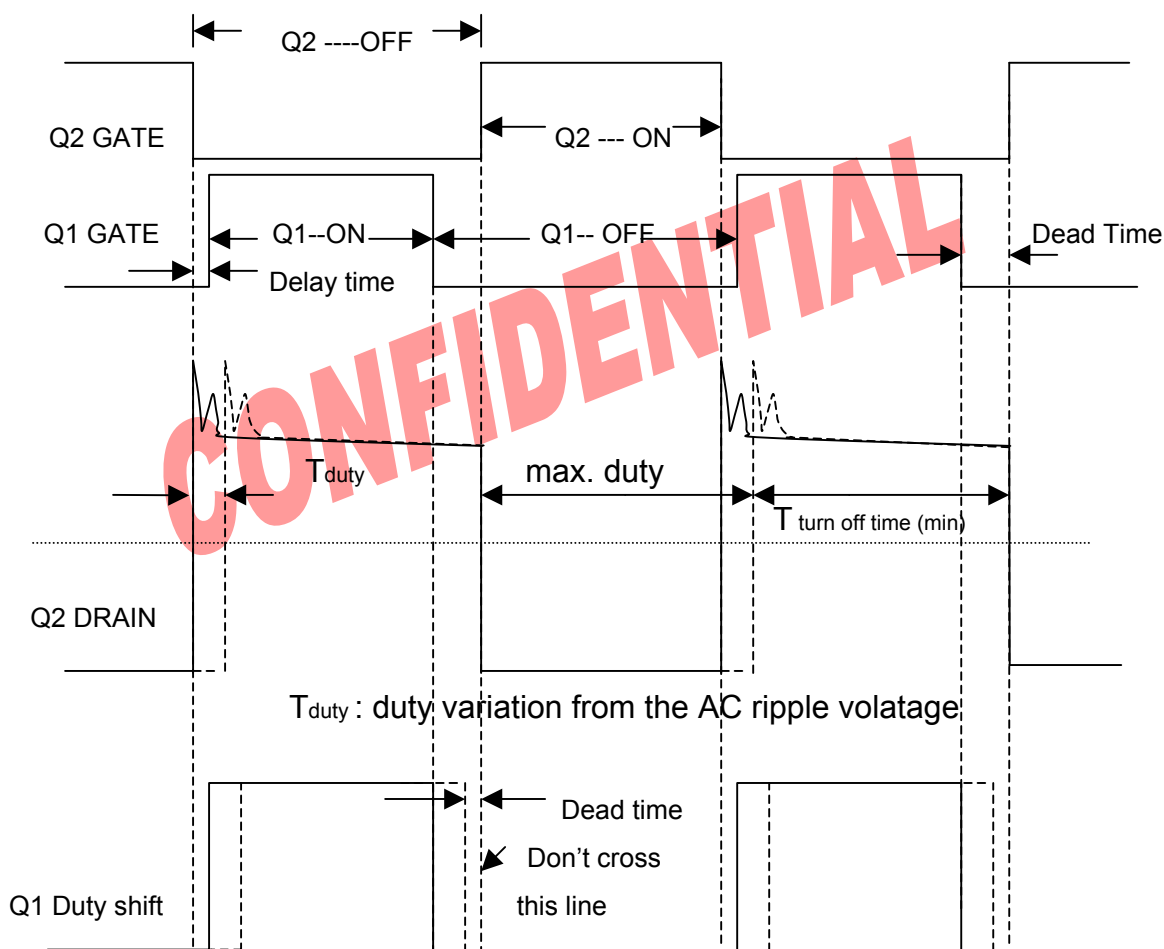 Q2 ----OFF
Q2 GATE
Q2 --- ON
Q1 GATE
Q1--ON
Q1-- OFF
Dead Time
Delay time
CONFIDENTIAL
Tduty
max. duty
T turn off time (min)
Q2 DRAIN
Tduty : duty variation from the AC ripple volatage
Dead time
Don't cross
this line
Q1 Duty shift